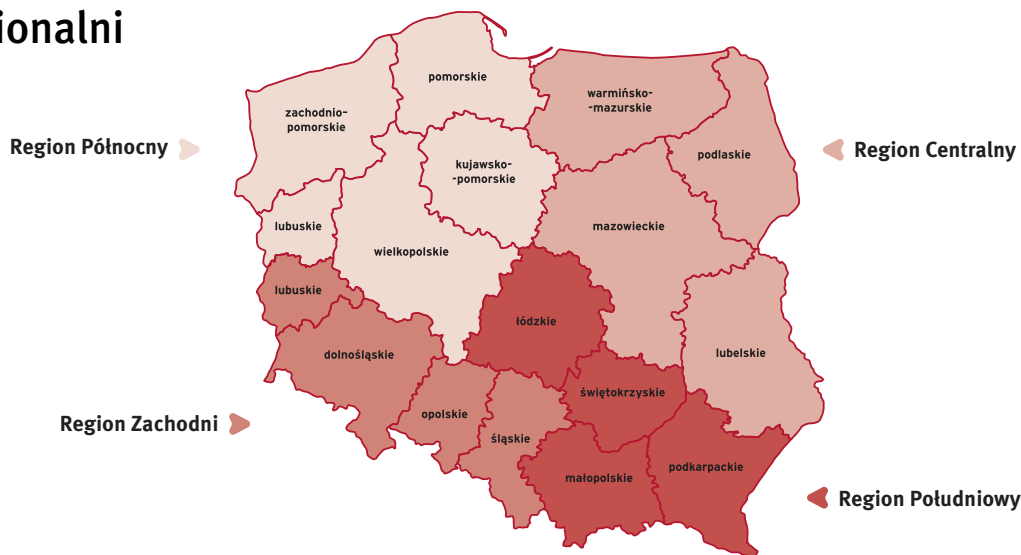 ionalni
pomorskie
warmińsko-
-mazurskie
zachodnio-
pomorskie
Region Północny
kujawsko-
-pomorskie
podlaskie
Region Centralny
lubuskie
wielkopolskie
mazowieckie
lubuskie
łódzkie
dolnośląskie
lubelskie
świętokrzyskie
Region Zachodni
opolskie
śląskie
małopolskie
podkarpackie
Region Południowy